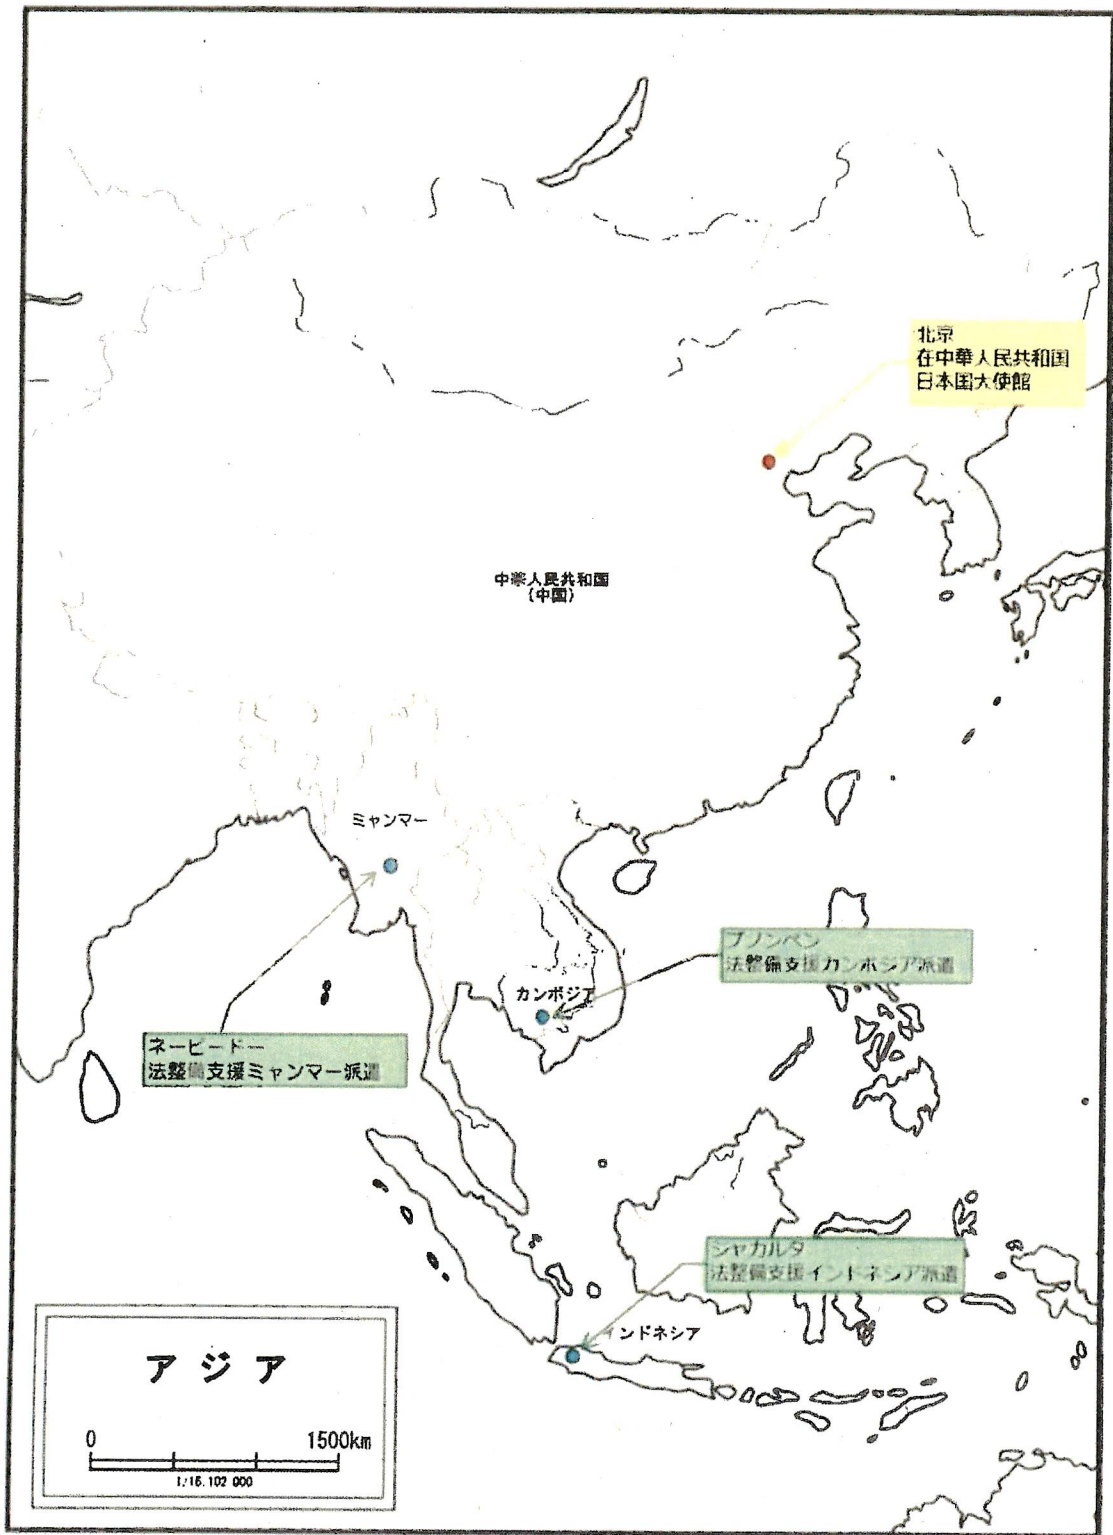 北京
在中華人民共和国
日本国大使館
中華人民共和国
(中国)
ミャンマー
プノンペン
法整備支援カンボジア派遣
カンボジア
ネーピードー
法整備支援ミャンマー派遣
ジャカルタ
法整備支援インドネシア派遣
インドネシア
アジア
0 1500km
1/16,102,000